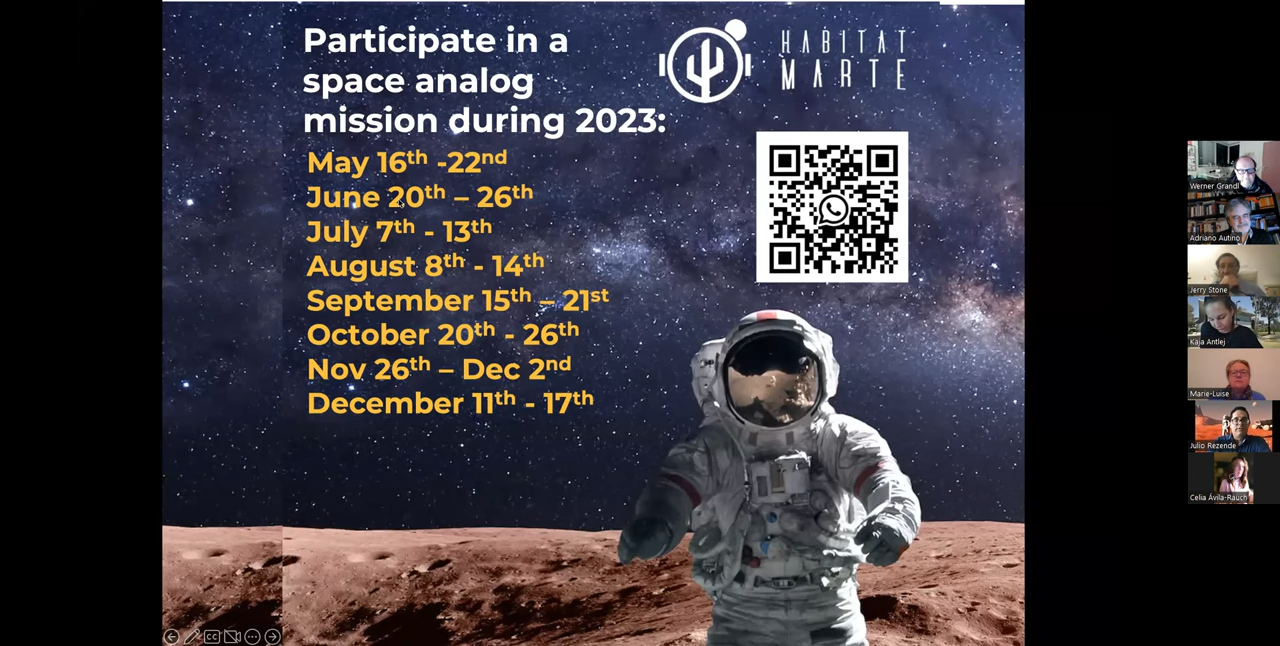 Participate in a
space analog
mission during 2023:
HABITAT
MARTE
May 16th -22nd
June 20th – 26th
July 7th - 13th
August 8th - 14th
September 15th – 21st
October 20th - 26th
Nov 26th – Dec 2nd
December 11th - 17th
Werner Grandl
Adriano Autino
Jerry Stone
Kaja Antlej
Marie-Luise
Julio Rezende
Celia Ávila-Rauch
CC